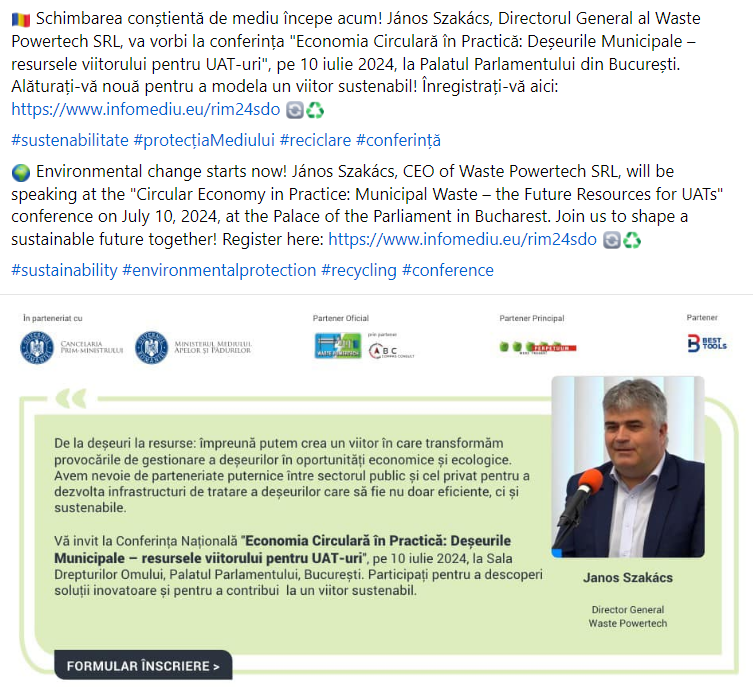 🇷🇴 Schimbarea conștientă de mediu începe acum! János Szakács, Directorul General al Waste
Powertech SRL, va vorbi la conferința "Economia Circulară în Practică: Deșeurile Municipale –
resursele viitorului pentru UAT-uri", pe 10 iulie 2024, la Palatul Parlamentului din București.
Alăturați-vă nouă pentru a modela un viitor sustenabil! Înregistrați-vă aici:
https://www.infomediu.eu/rim24sdo 🔄♻️
#sustenabilitate #protecțiaMediului #reciclare #conferință
🌍 Environmental change starts now! János Szakács, CEO of Waste Powertech SRL, will be
speaking at the "Circular Economy in Practice: Municipal Waste – the Future Resources for UATs"
conference on July 10, 2024, at the Palace of the Parliament in Bucharest. Join us to shape a
sustainable future together! Register here: https://www.infomediu.eu/rim24sdo 🔄♻️
#sustainability #environmentalprotection #recycling #conference
În parteneriat cu
CANCELARIA
PRIM-MINISTRULUI
MINISTERUL MEDIULUI,
APELOR ȘI PĂDURILOR
Partener Oficial
WASTE POWERTECH
prin partener
ABC
Partener Principal
PERPETUUM
Partener
BEST
TOOLS
De la deșeuri la resurse: împreună putem crea un viitor în care transformăm
provocările de gestionare a deșeurilor în oportunități economice și ecologice.
Avem nevoie de parteneriate puternice între sectorul public și cel privat pentru a
dezvolta infrastructuri de tratare a deșeurilor care să fie nu doar eficiente, ci și
sustenabile.
Vă invit la Conferința Națională "Economia Circulară în Practică: Deșeurile
Municipale – resursele viitorului pentru UAT-uri", pe 10 iulie 2024, la Sala
Drepturilor Omului, Palatul Parlamentului, București. Participați pentru a descoperi
soluții inovatoare și pentru a contribui la un viitor sustenabil.
Janos Szakács
Director General
Waste Powertech
FORMULAR ÎNSCRIERE >